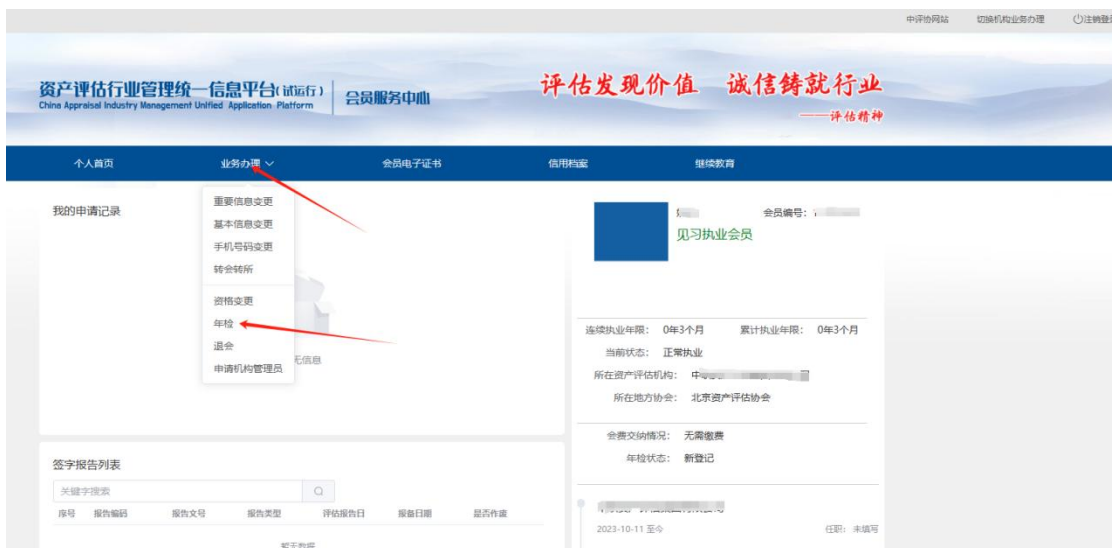 中评协网站 切换机构业务办理 注销登
资产评估行业管理统一信息平台(试运行) 会员服务中心
China Appraisal Industry Management Unified Application Platform
评估发现价值 诚信铸就行业
——评估精神
个人首页 业务办理 会员电子证书 信用档案 继续教育
我的申请记录
重要信息变更
基本信息变更
手机号码变更
转会转所
资格变更
年检
退会
申请机构管理员
无信息
会员编号：
见习执业会员
连续执业年限： 0年3个月 累计执业年限： 0年3个月
当前状态： 正常执业
所在资产评估机构：
所在地方协会： 北京资产评估协会
会费交纳情况： 无需缴费
年检状态： 新登记
2023-10-11 至今 任职：未填写
签字报告列表
关键字搜索
序号 报告编码 报告文号 报告类型 评估报告日 报备日期 是否作废
暂无数据